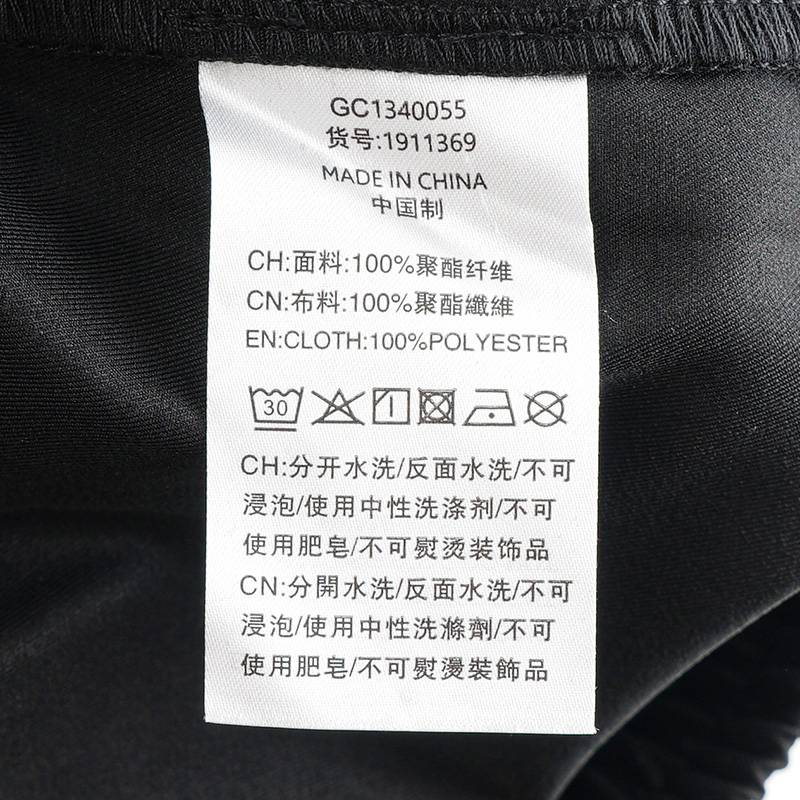 GC1340055
货号:1911369
MADE IN CHINA
中国制
CH:面料:100%聚酯纤维
CN:布料:100%聚酯纖維
EN:CLOTH:100%POLYESTER
30
CH:分开水洗/反面水洗/不可
浸泡/使用中性洗涤剂/不可
使用肥皂/不可熨烫装饰品
CN:分開水洗/反面水洗/不可
浸泡/使用中性洗滌劑/不可
使用肥皂/不可熨燙裝飾品